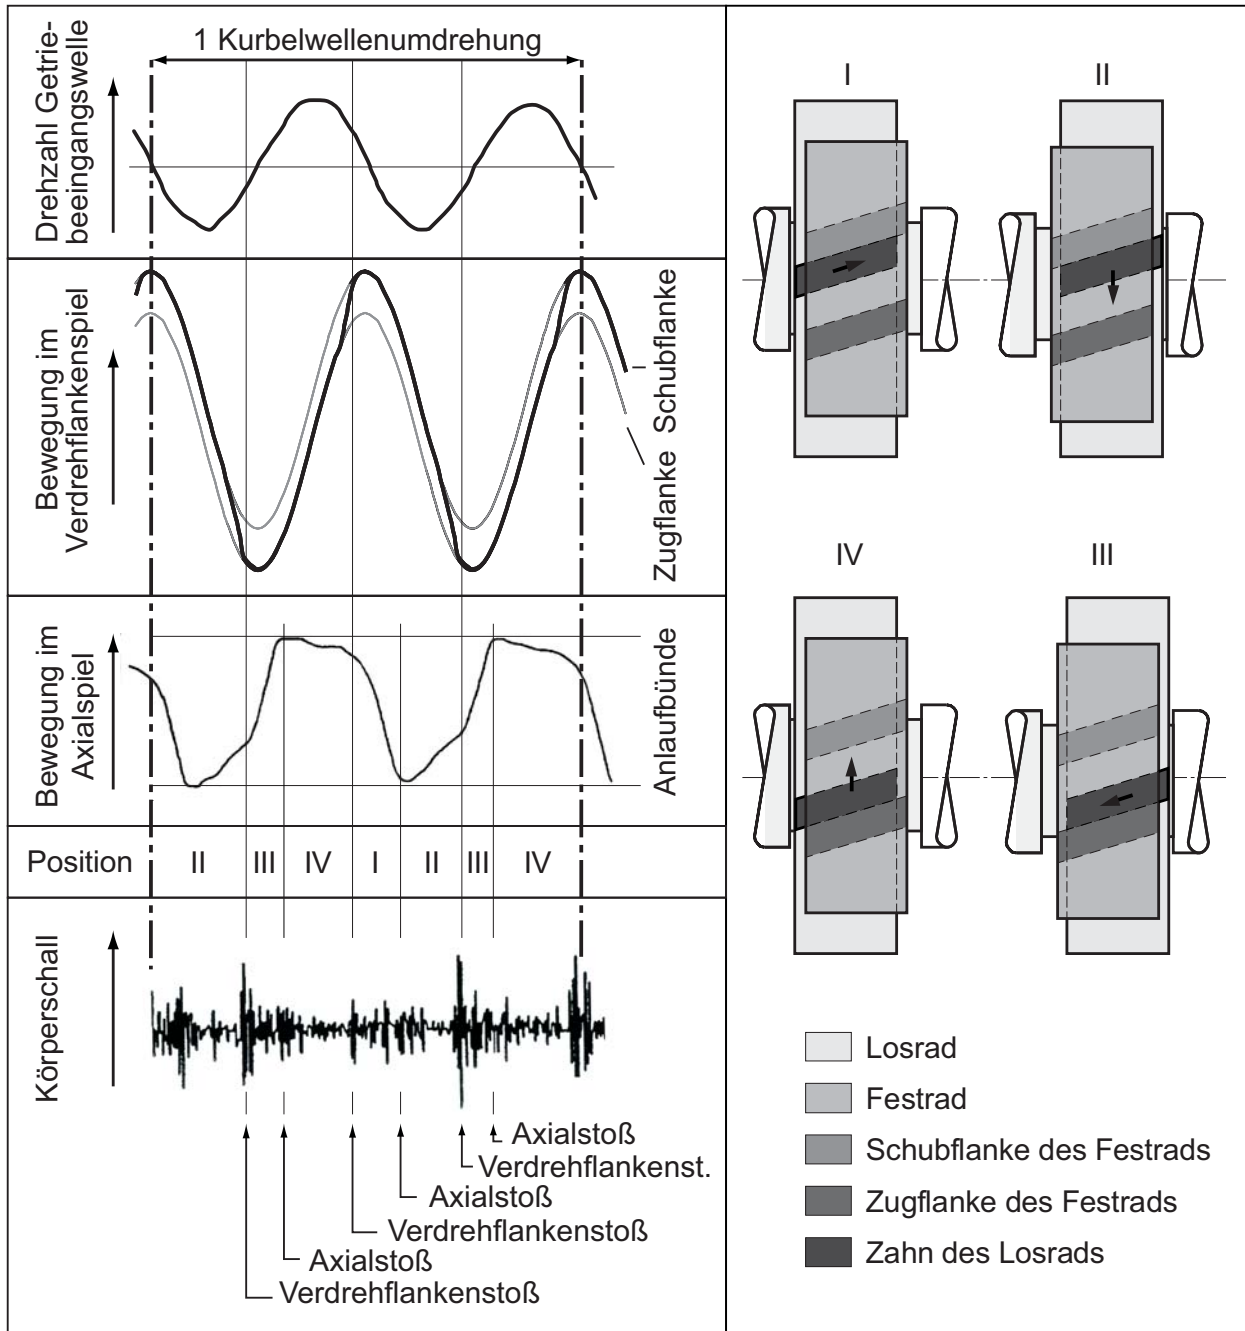 1 Kurbelwellenumdrehung
Drehzahl Getrie-
beeingangswelle
Bewegung im
Verdrehflankenspiel
Zugflanke
Schubflanke
Bewegung im
Axialspiel
Anlaufbünde
Position
II
III
IV
I
II
III
IV
Körperschall
Axialstoß
Verdrehflankenst.
Axialstoß
Verdrehflankenstoß
Axialstoß
Verdrehflankenstoß
I
II
IV
III
Losrad
Festrad
Schubflanke des Festrads
Zugflanke des Festrads
Zahn des Losrads